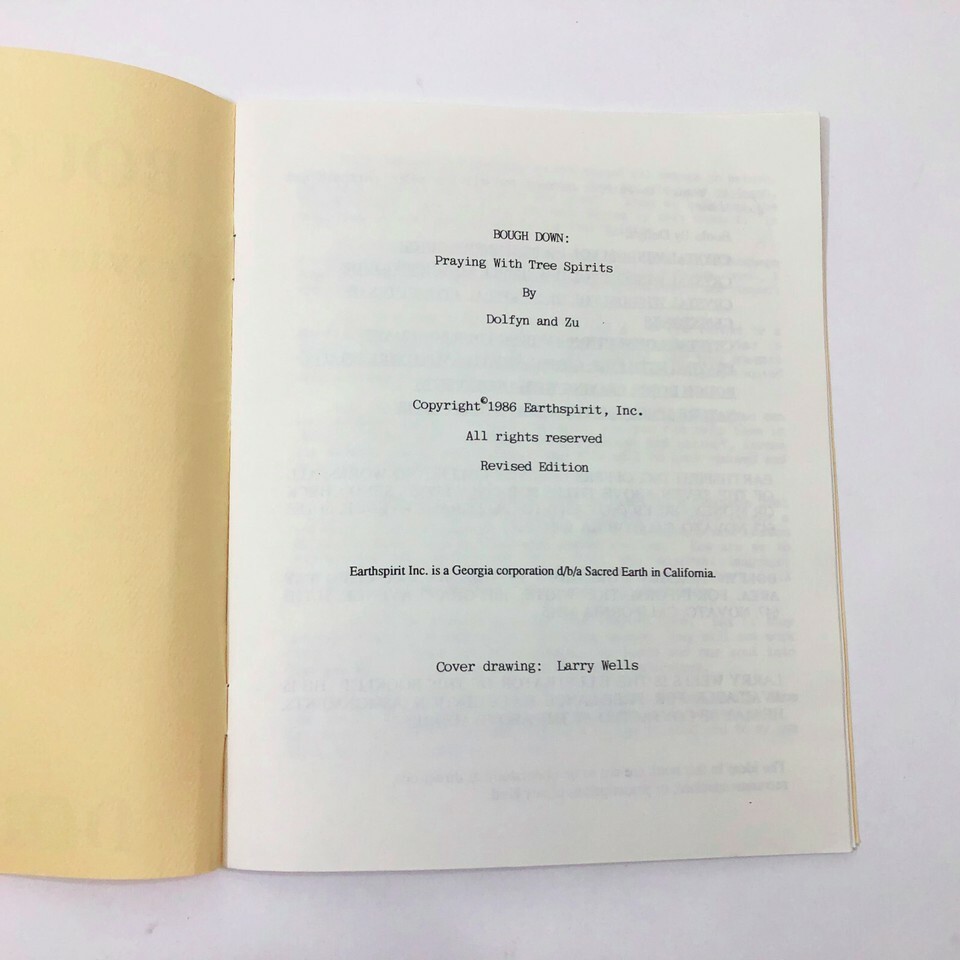 BOUGH DOWN:
Praying With Tree Spirits
By
Dolfyn and Zu
Copyright©1986 Earthspirit, Inc.
All rights reserved
Revised Edition
Earthspirit Inc. is a Georgia corporation d/b/a Sacred Earth in California.
Cover drawing: Larry Wells